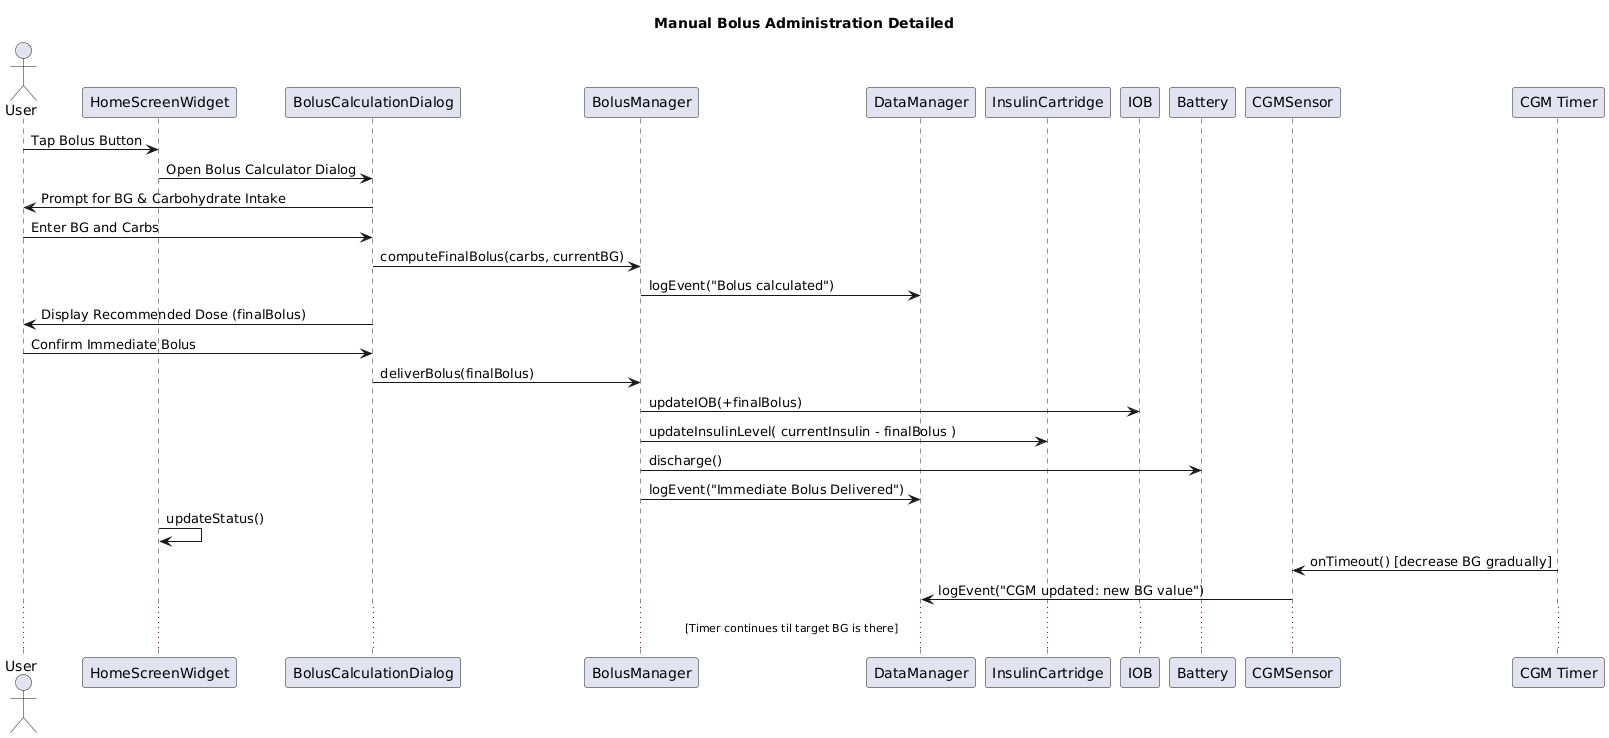 Manual Bolus Administration Detailed
User
HomeScreenWidget
BolusCalculationDialog
BolusManager
DataManager
InsulinCartridge
IOB
Battery
CGMSensor
CGM Timer
Tap Bolus Button
Open Bolus Calculator Dialog
Prompt for BG & Carbohydrate Intake
Enter BG and Carbs
computeFinalBolus(carbs, currentBG)
logEvent("Bolus calculated")
Display Recommended Dose (finalBolus)
Confirm Immediate Bolus
deliverBolus(finalBolus)
updateIOB(+finalBolus)
updateInsulinLevel( currentInsulin - finalBolus )
discharge()
logEvent("Immediate Bolus Delivered")
updateStatus()
onTimeout() [decrease BG gradually]
logEvent("CGM updated: new BG value")
[Timer continues til target BG is there]
User
HomeScreenWidget
BolusCalculationDialog
BolusManager
DataManager
InsulinCartridge
IOB
Battery
CGMSensor
CGM Timer